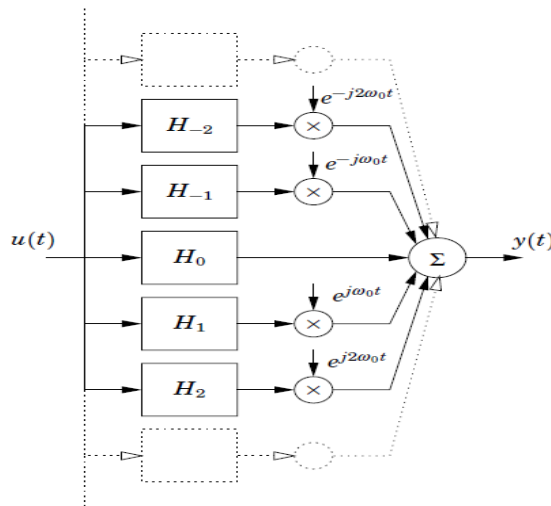 e^{-j2ω₀t}
H₋₂
×
e^{-jω₀t}
H₋₁
×
u(t)
H₀
Σ
y(t)
e^{jω₀t}
H₁
×
e^{j2ω₀t}
H₂
×